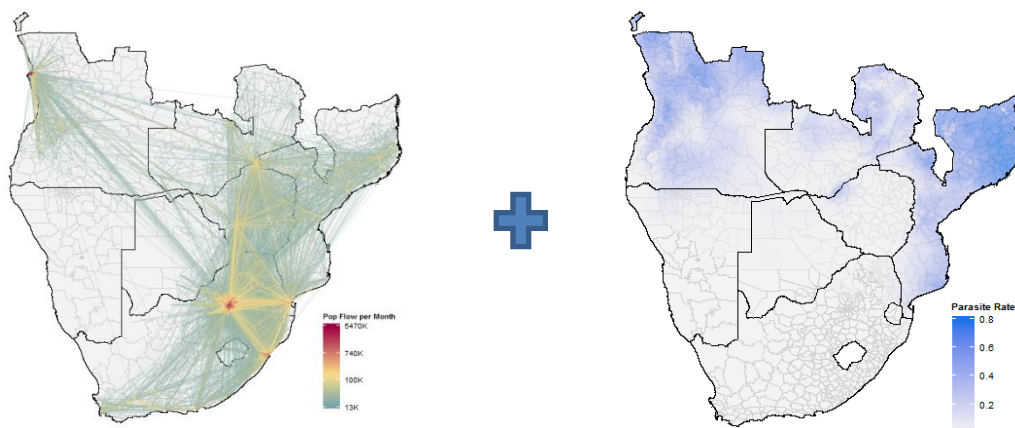 Pop Flow per Month
5470K
740K
100K
13K
Parasite Rate
0.8
0.6
0.4
0.2